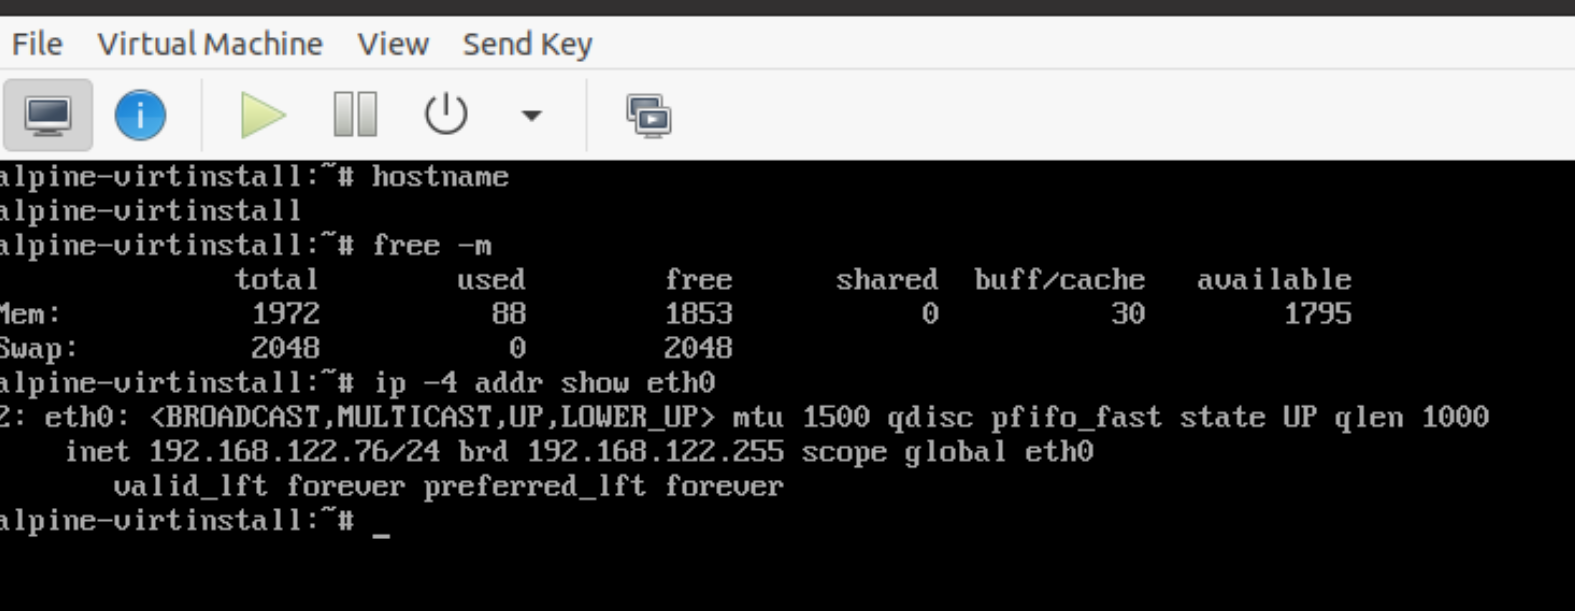 File Virtual Machine View Send Key
alpine-virtinstall:~# hostname
alpine-virtinstall
alpine-virtinstall:~# free -m
total used free shared buff/cache available
Mem: 1972 88 1853 0 30 1795
Swap: 2048 0 2048
alpine-virtinstall:~# ip -4 addr show eth0
2: eth0: <BROADCAST,MULTICAST,UP,LOWER_UP> mtu 1500 qdisc pfifo_fast state UP qlen 1000
inet 192.168.122.76/24 brd 192.168.122.255 scope global eth0
valid_lft forever preferred_lft forever
alpine-virtinstall:~# _